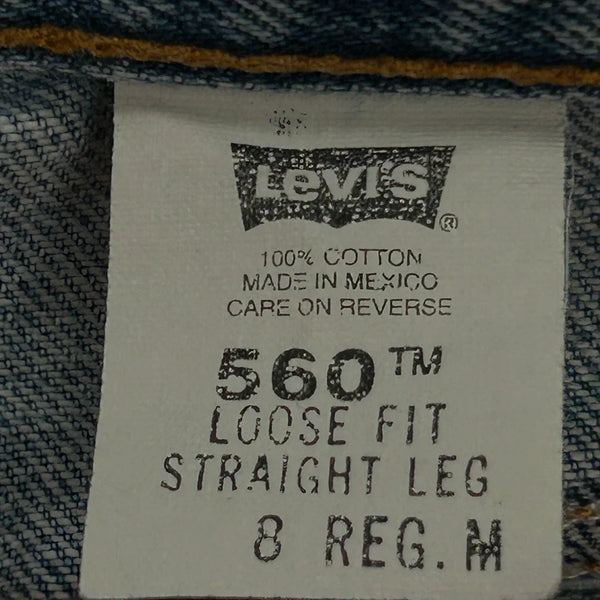 Levi's®
100% COTTON
MADE IN MEXICO
CARE ON REVERSE
560™
LOOSE FIT
STRAIGHT LEG
8 REG. M